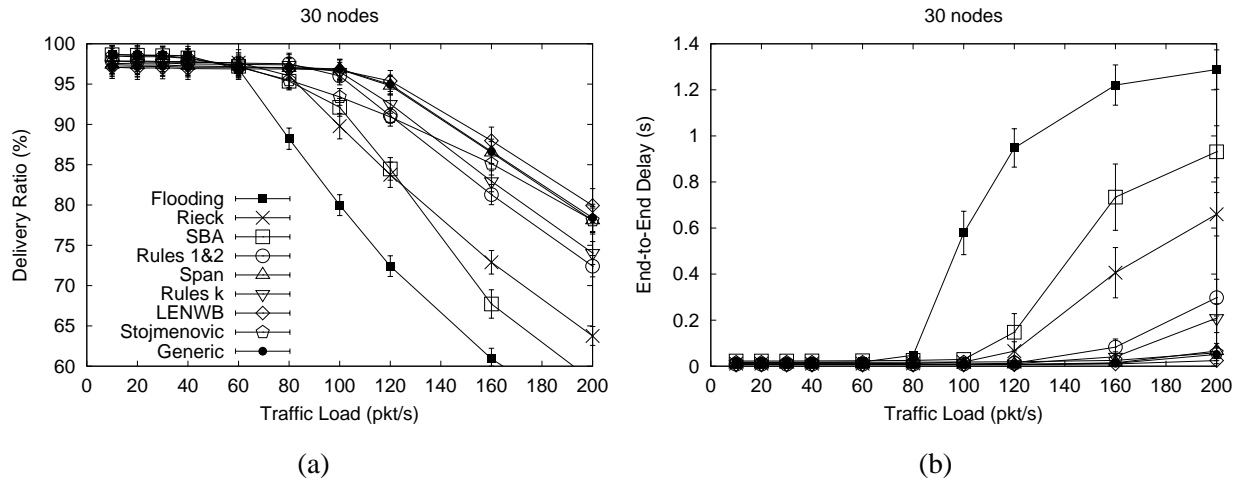 30 nodes
100
95
90
85
80
75
70
65
60
Delivery Ratio (%)
Flooding
Rieck
SBA
Rules 1&2
Span
Rules k
LENWB
Stojmenovic
Generic
0 20 40 60 80 100 120 140 160 180 200
Traffic Load (pkt/s)
(a)
30 nodes
1.4
1.2
1
0.8
0.6
0.4
0.2
0
End-to-End Delay (s)
0 20 40 60 80 100 120 140 160 180 200
Traffic Load (pkt/s)
(b)